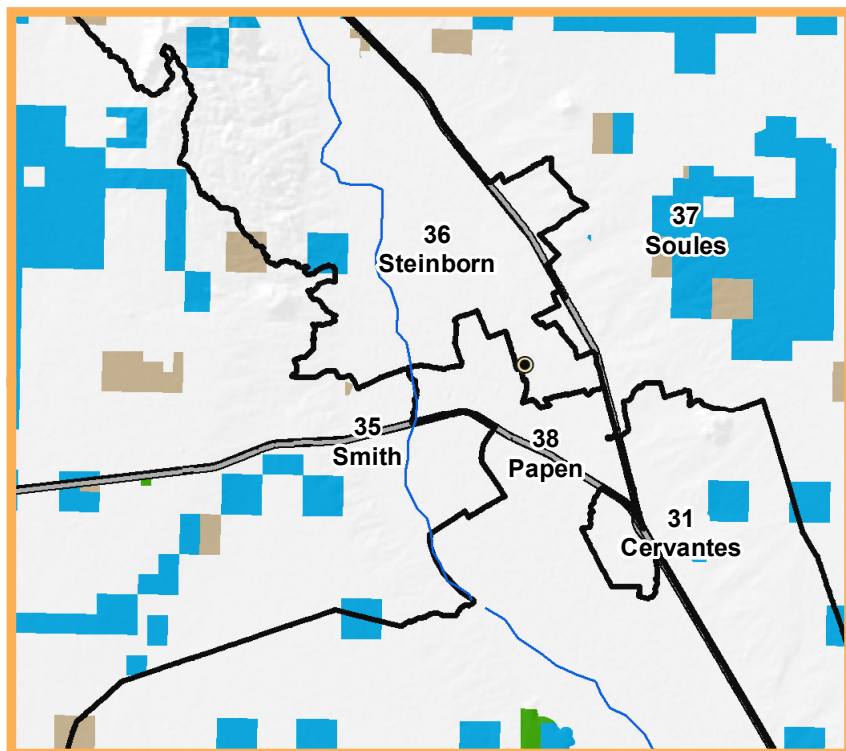 37
Soules
36
Steinborn
35
Smith
38
Papen
31
Cervantes